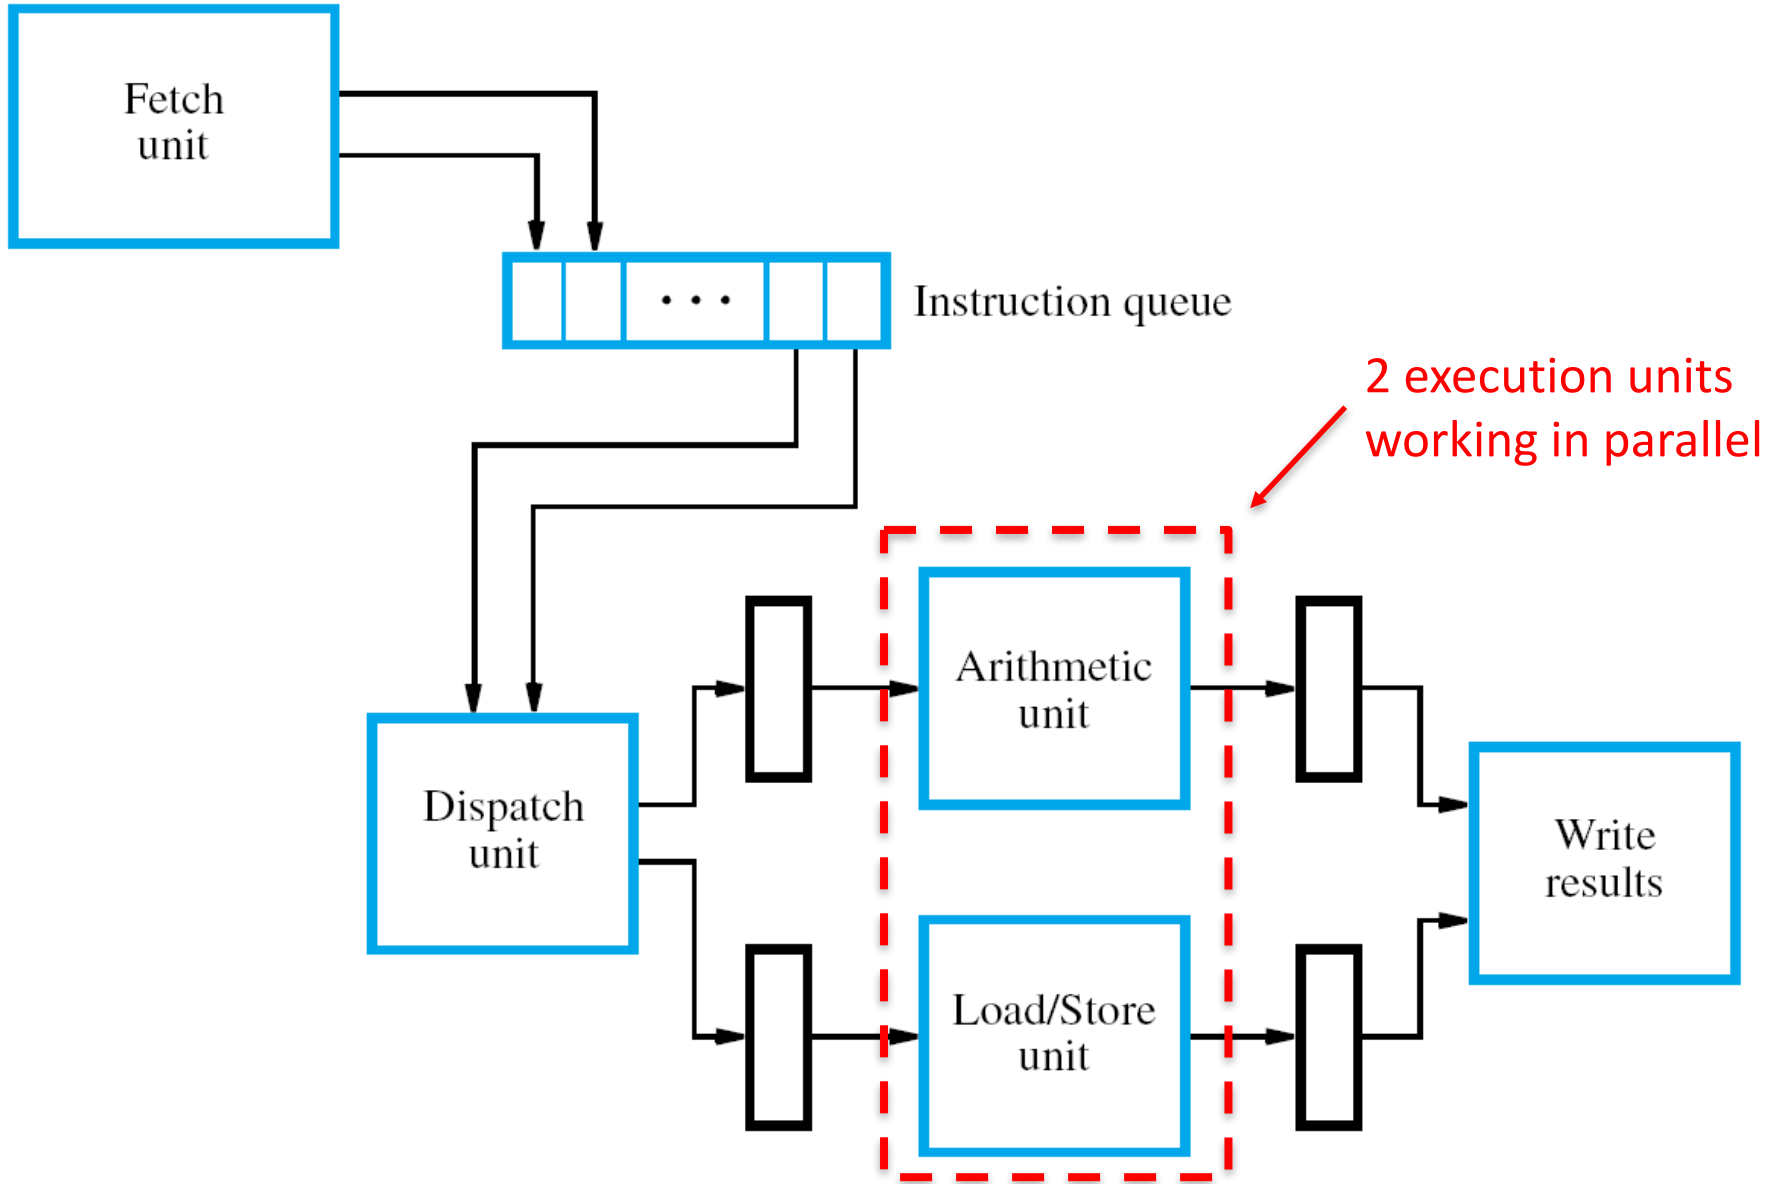 Fetch
unit
• • •
Instruction queue
2 execution units
working in parallel
Arithmetic
unit
Dispatch
unit
Write
results
Load/Store
unit